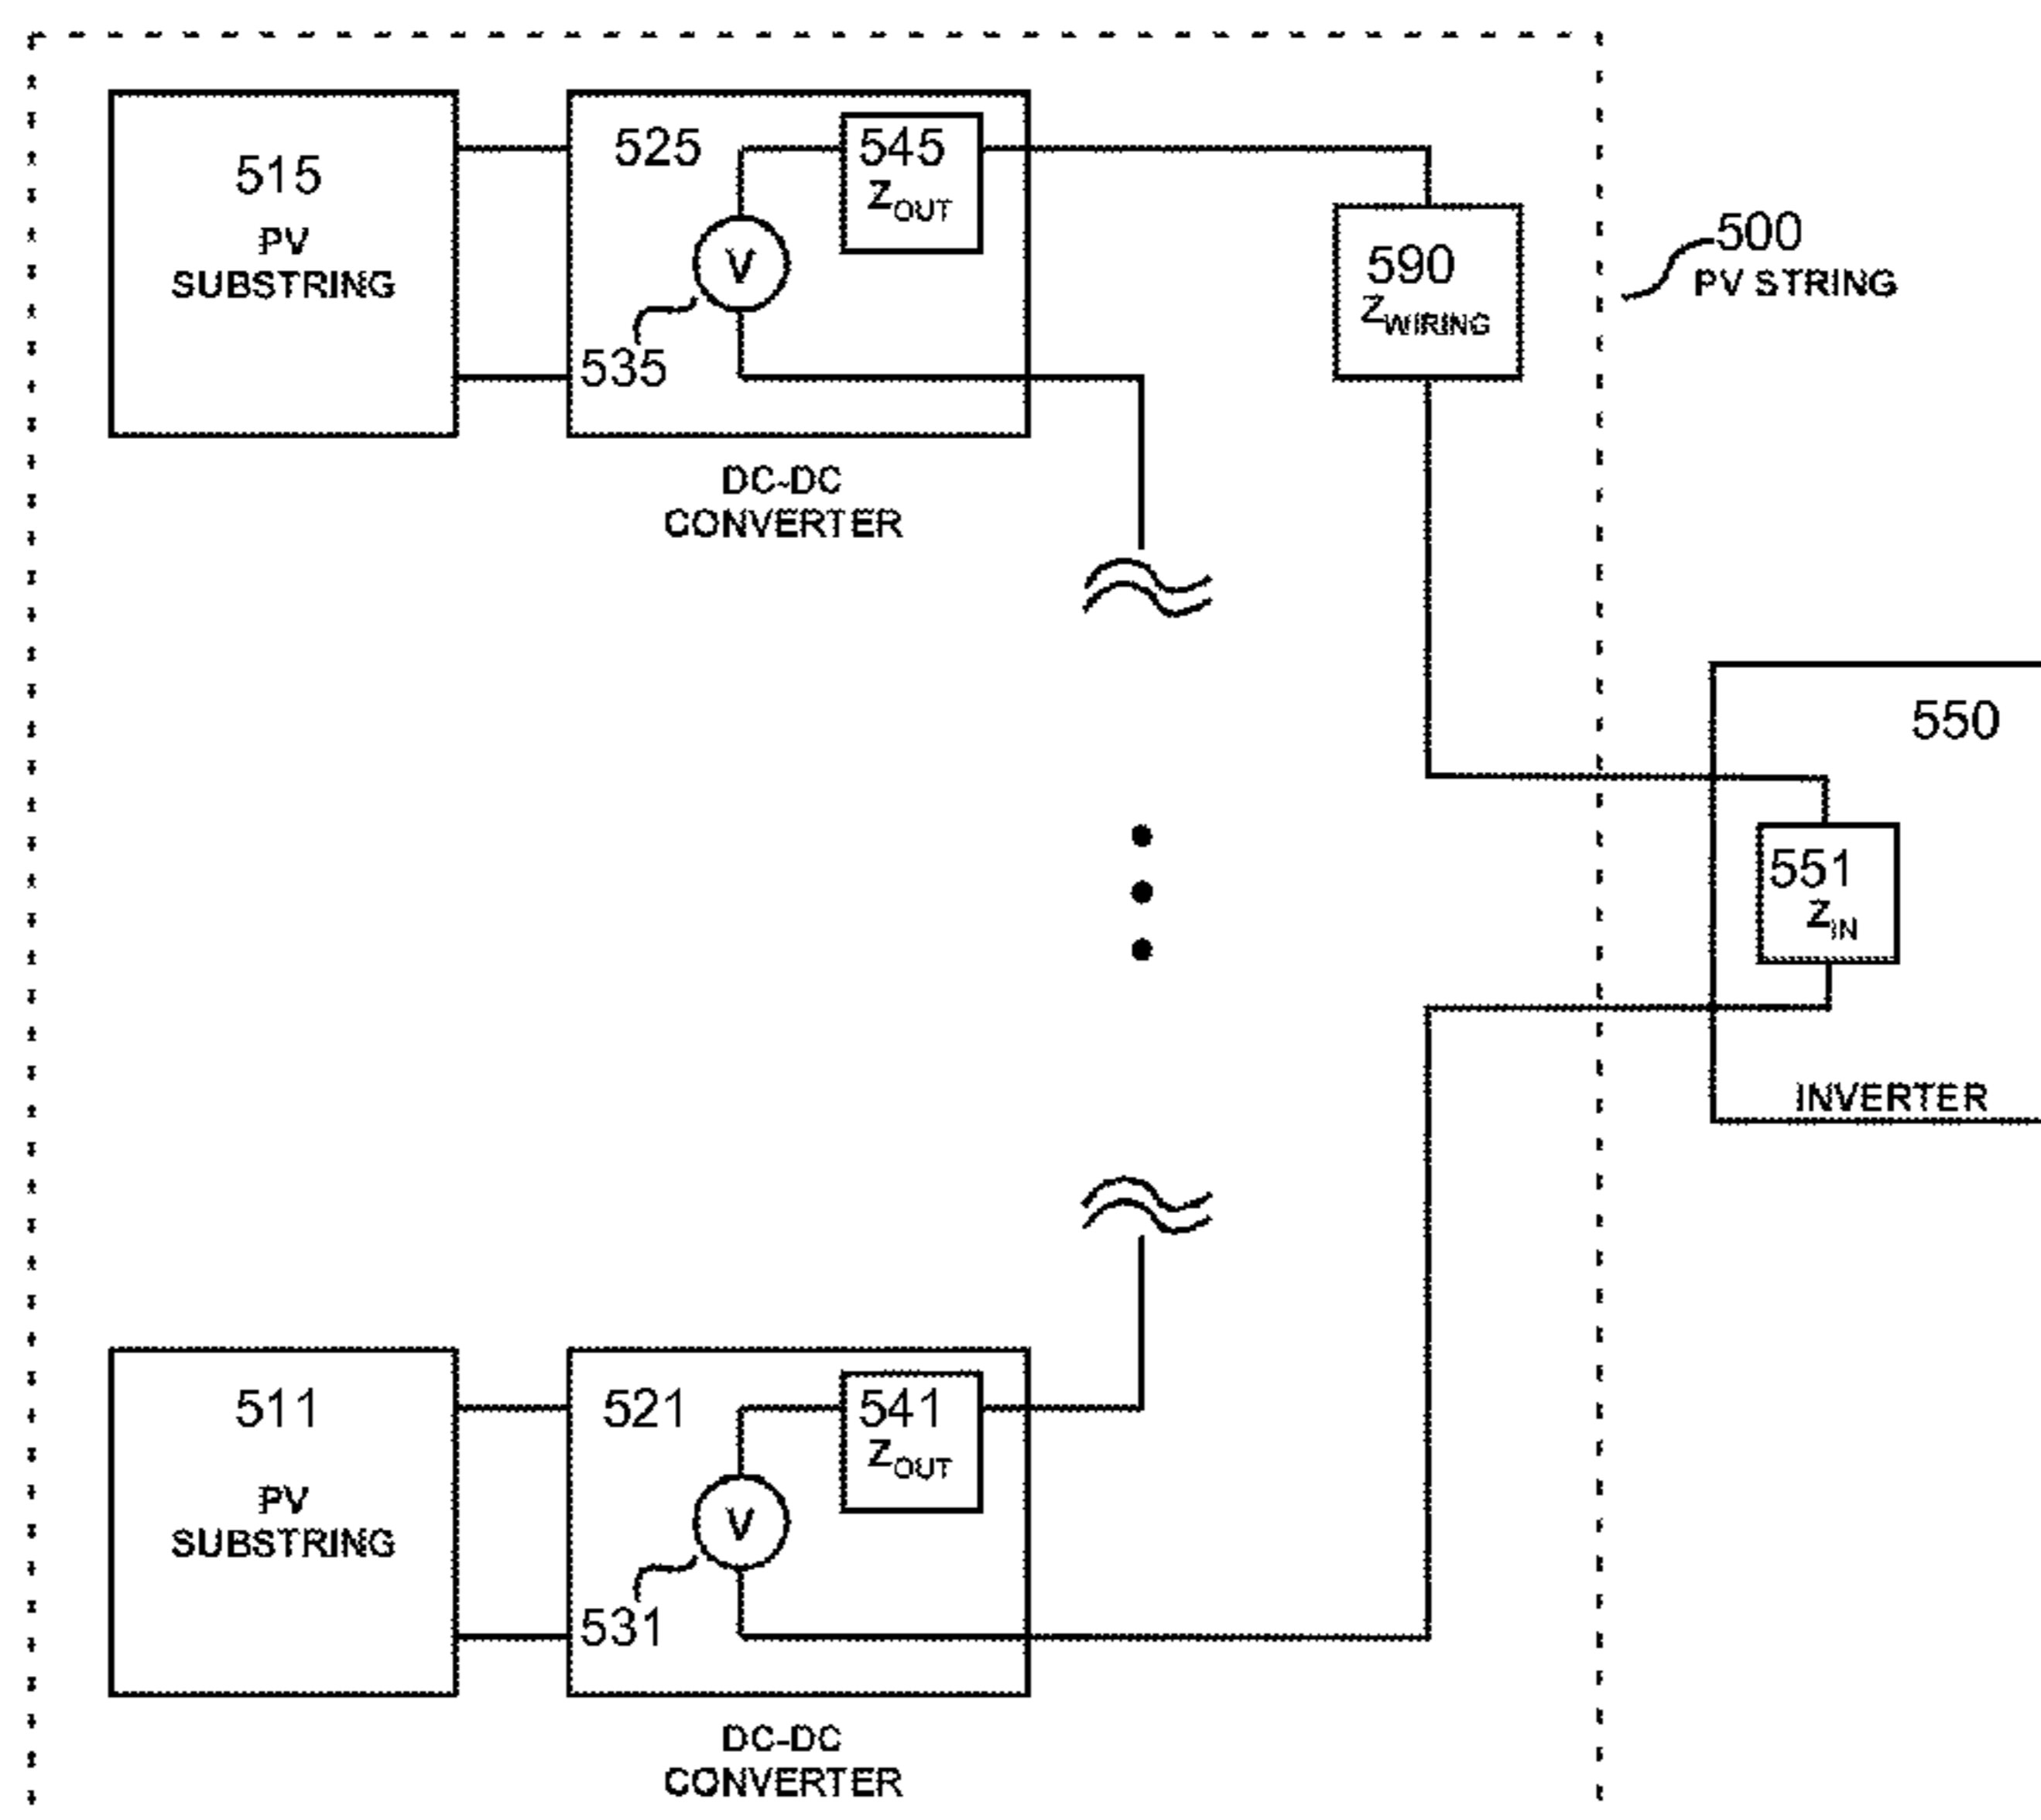 515
PV
SUBSTRING
525
V
535
545
ZOUT
DC-DC
CONVERTER
590
ZWIRING
500
PV STRING
550
551
ZIN
INVERTER
511
PV
SUBSTRING
521
V
531
541
ZOUT
DC-DC
CONVERTER